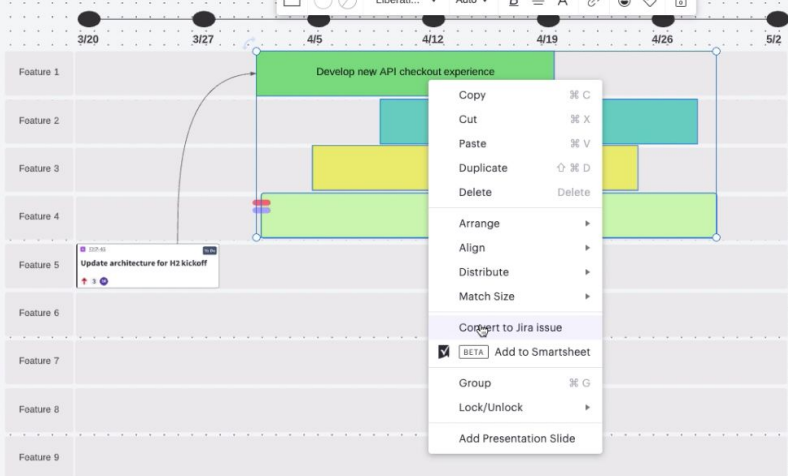 Liberati... Auto B A
3/20 3/27 4/5 4/12 4/19 4/26 5/2
Feature 1
Develop new API checkout experience
Feature 2
Feature 3
Feature 4
Feature 5
Update architecture for H2 kickoff
3
Feature 6
Feature 7
Feature 8
Feature 9
Copy ⌘ C
Cut ⌘ X
Paste ⌘ V
Duplicate ⇧ ⌘ D
Delete Delete
Arrange
Align
Distribute
Match Size
Convert to Jira issue
BETA Add to Smartsheet
Group ⌘ G
Lock/Unlock
Add Presentation Slide